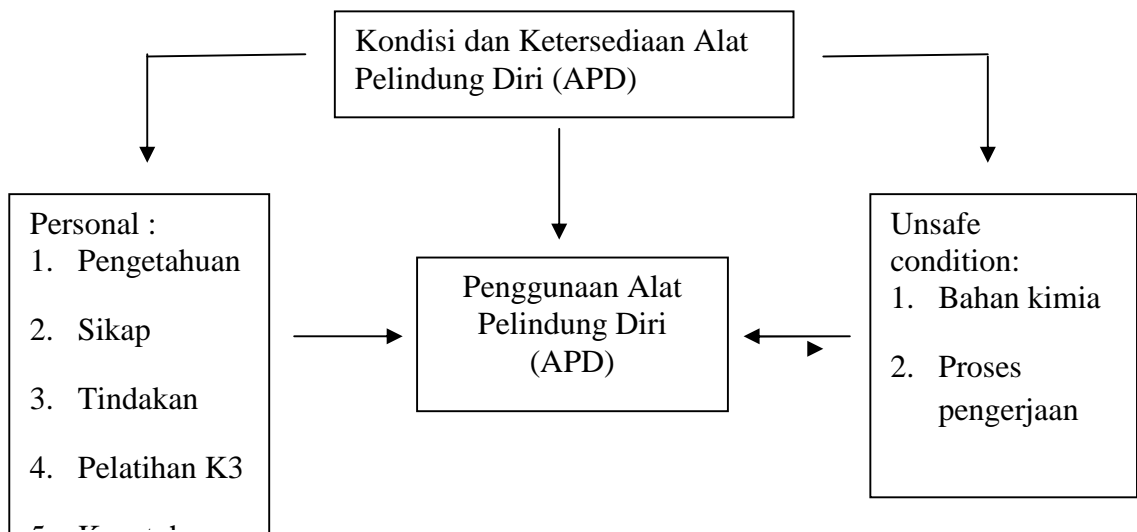 Kondisi dan Ketersediaan Alat
Pelindung Diri (APD)
Personal :
1. Pengetahuan
2. Sikap
3. Tindakan
4. Pelatihan K3
Penggunaan Alat
Pelindung Diri
(APD)
Unsafe
condition:
1. Bahan kimia
2. Proses
pengerjaan